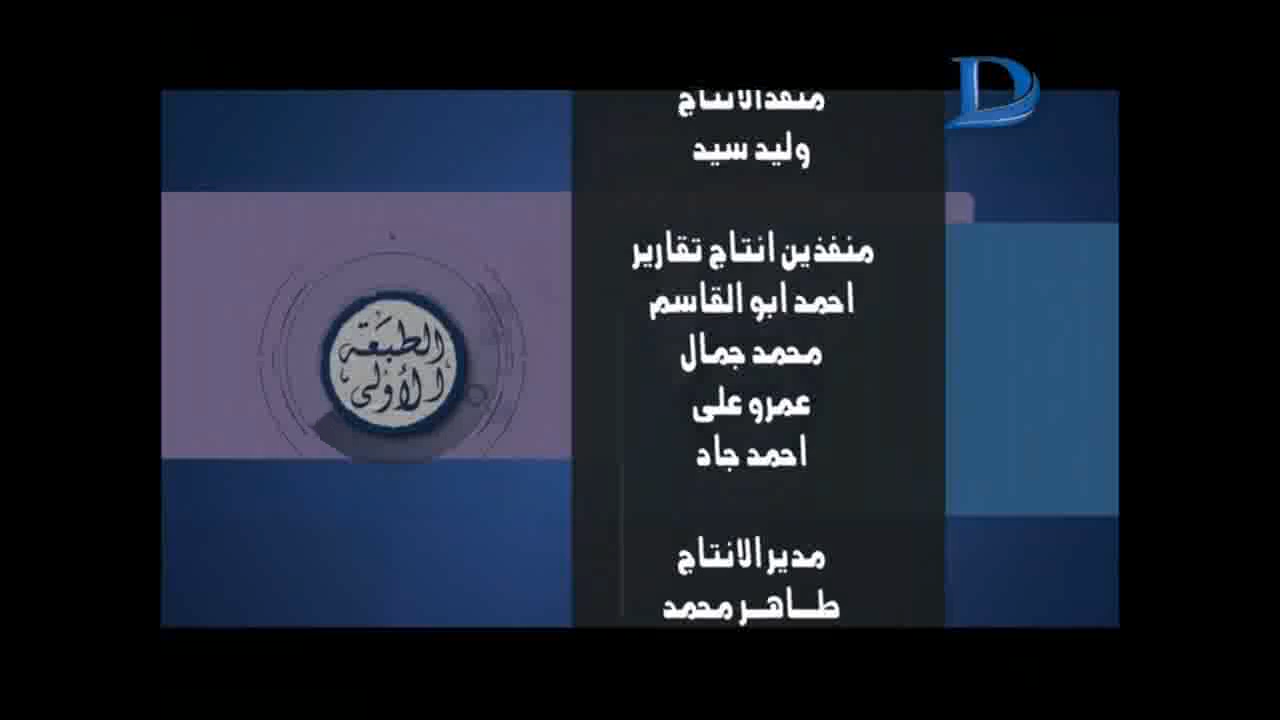 منفذ الانتاج
وليد سيد
منفذين انتاج تقارير
احمد ابو القاسم
محمد جمال
عمرو على
احمد جاد
مدير الانتاج
طـاهـر محمد
الطبعة
الأولى
D